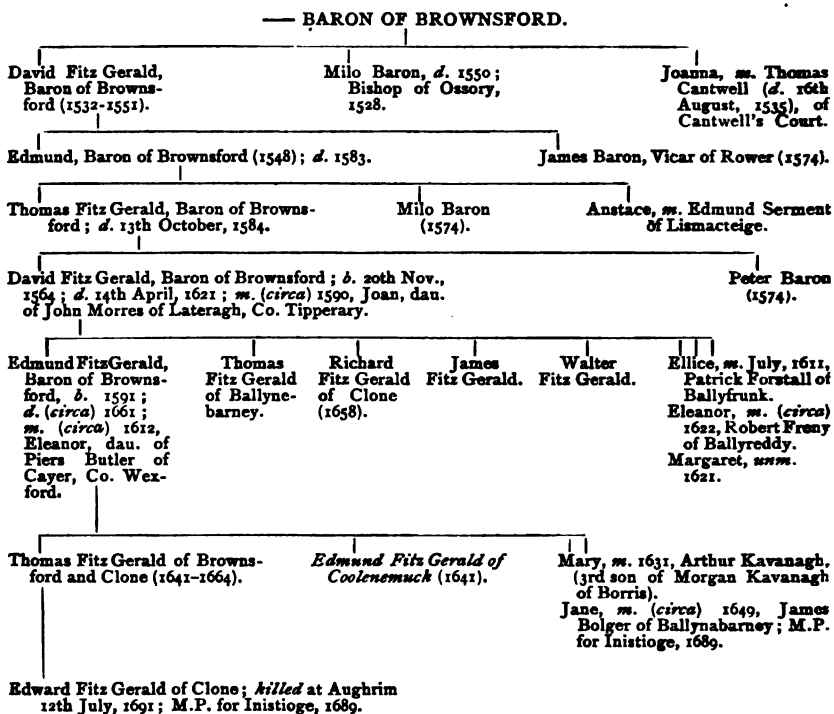 — BARON OF BROWNSFORD.
David Fitz Gerald,
Baron of Browns-
ford (1532-1551).
Milo Baron, d. 1550 ;
Bishop of Ossory,
1528.
Joanna, m. Thomas
Cantwell (d. 16th
August, 1535), of
Cantwell's Court.
Edmund, Baron of Brownsford (1548) ; d. 1583.
James Baron, Vicar of Rower (1574).
Thomas Fitz Gerald, Baron of Browns-
ford ; d. 13th October, 1584.
Milo Baron
(1574).
Anstace, m. Edmund Serment
of Lismacteige.
David Fitz Gerald, Baron of Brownsford ; b. 20th Nov.,
1564 ; d. 14th April, 1621 ; m. (circa) 1590, Joan, dau.
of John Morres of Lateragh, Co. Tipperary.
Peter Baron
(1574).
Edmund FitzGerald,
Baron of Browns-
ford, b. 1591 ;
d. (circa) 1661 ;
m. (circa) 1612,
Eleanor, dau. of
Piers Butler of
Cayer, Co. Wex-
ford.
Thomas
Fitz Gerald
of Ballyne-
barney.
Richard
Fitz Gerald
of Clone
(1658).
James
Fitz Gerald.
Walter
Fitz Gerald.
Ellice, m. July, 1611,
Patrick Forstall of
Ballyfrunk.
Eleanor, m. (circa)
1622, Robert Freny
of Ballyreddy.
Margaret, unm.
1621.
Thomas Fitz Gerald of Browns-
ford and Clone (1641-1664).
Edmund Fitz Gerald of
Coolenemuck (1641).
Mary, m. 1631, Arthur Kavanagh,
(3rd son of Morgan Kavanagh
of Borris).
Jane, m. (circa) 1649, James
Bolger of Ballynabarney ; M.P.
for Inistioge, 1689.
Edward Fitz Gerald of Clone ; killed at Aughrim
12th July, 1691 ; M.P. for Inistioge, 1689.